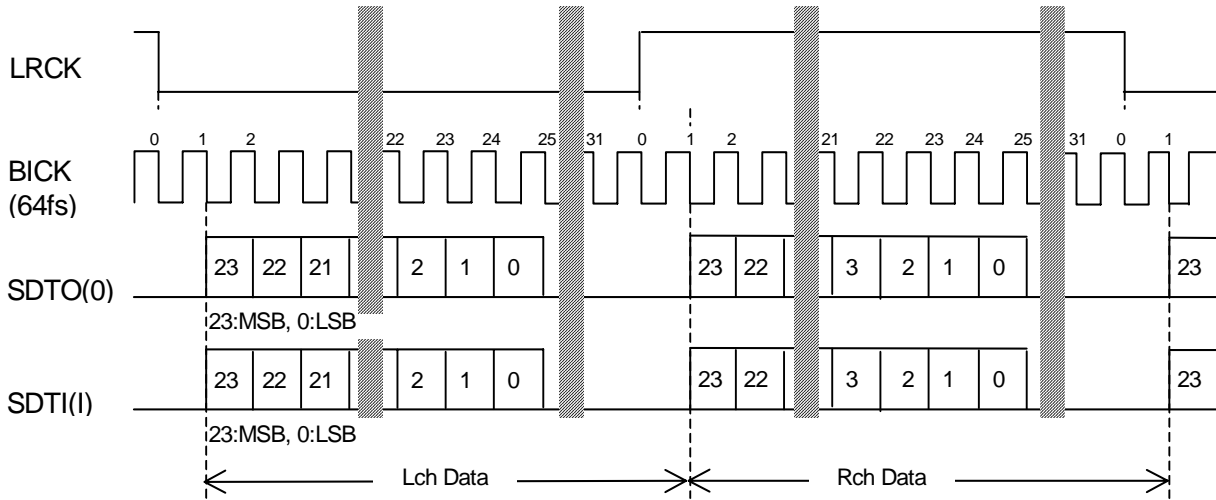 LRCK
0 1 2 22 23 24 25 31 0 1 2 21 22 23 24 25 31 0 1
BICK
(64fs)
23 22 21 2 1 0 23 22 3 2 1 0 23
SDTO(0)
23:MSB, 0:LSB
23 22 21 2 1 0 23 22 3 2 1 0 23
SDTI(I)
23:MSB, 0:LSB
Lch Data Rch Data